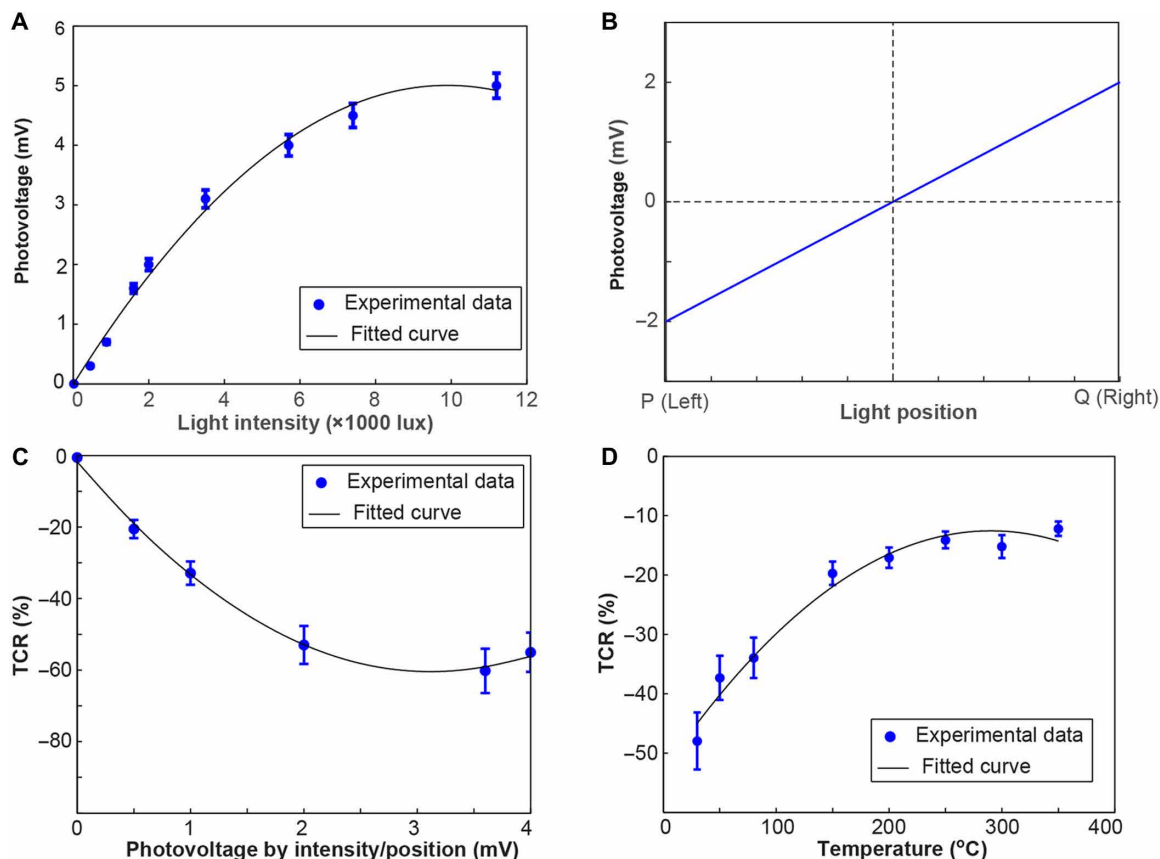 A
6
5
4
3
2
1
0
Photovoltage (mV)
Experimental data
Fitted curve
0 2 4 6 8 10 12
Light intensity (×1000 lux)
B
2
0
–2
Photovoltage (mV)
P (Left)
Q (Right)
Light position
C
0
–20
–40
–60
–80
TCR (%)
Experimental data
Fitted curve
0 1 2 3 4
Photovoltage by intensity/position (mV)
D
0
–10
–20
–30
–40
–50
–60
TCR (%)
Experimental data
Fitted curve
0 100 200 300 400
Temperature (°C)